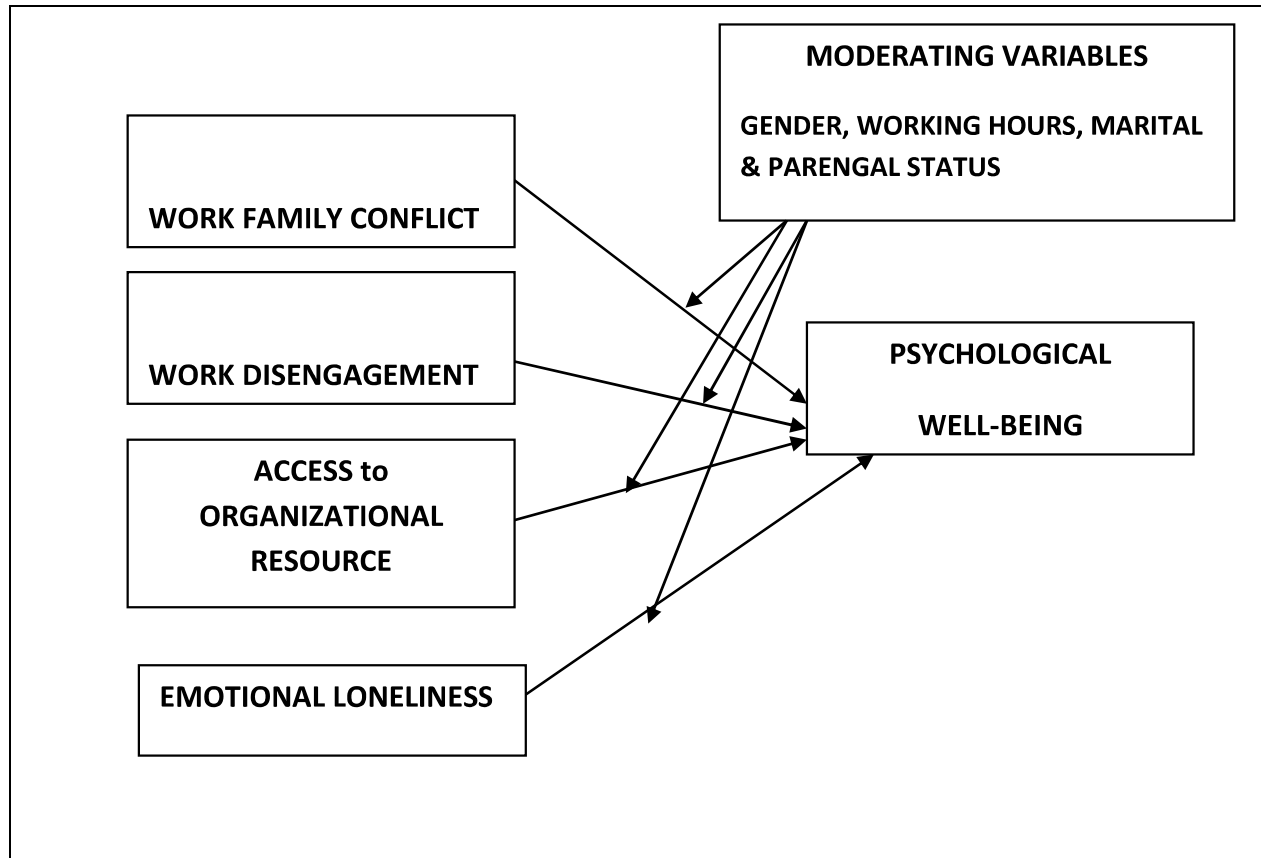 MODERATING VARIABLES
GENDER, WORKING HOURS, MARITAL
& PARENGAL STATUS
WORK FAMILY CONFLICT
WORK DISENGAGEMENT
ACCESS to
ORGANIZATIONAL
RESOURCE
EMOTIONAL LONELINESS
PSYCHOLOGICAL
WELL-BEING